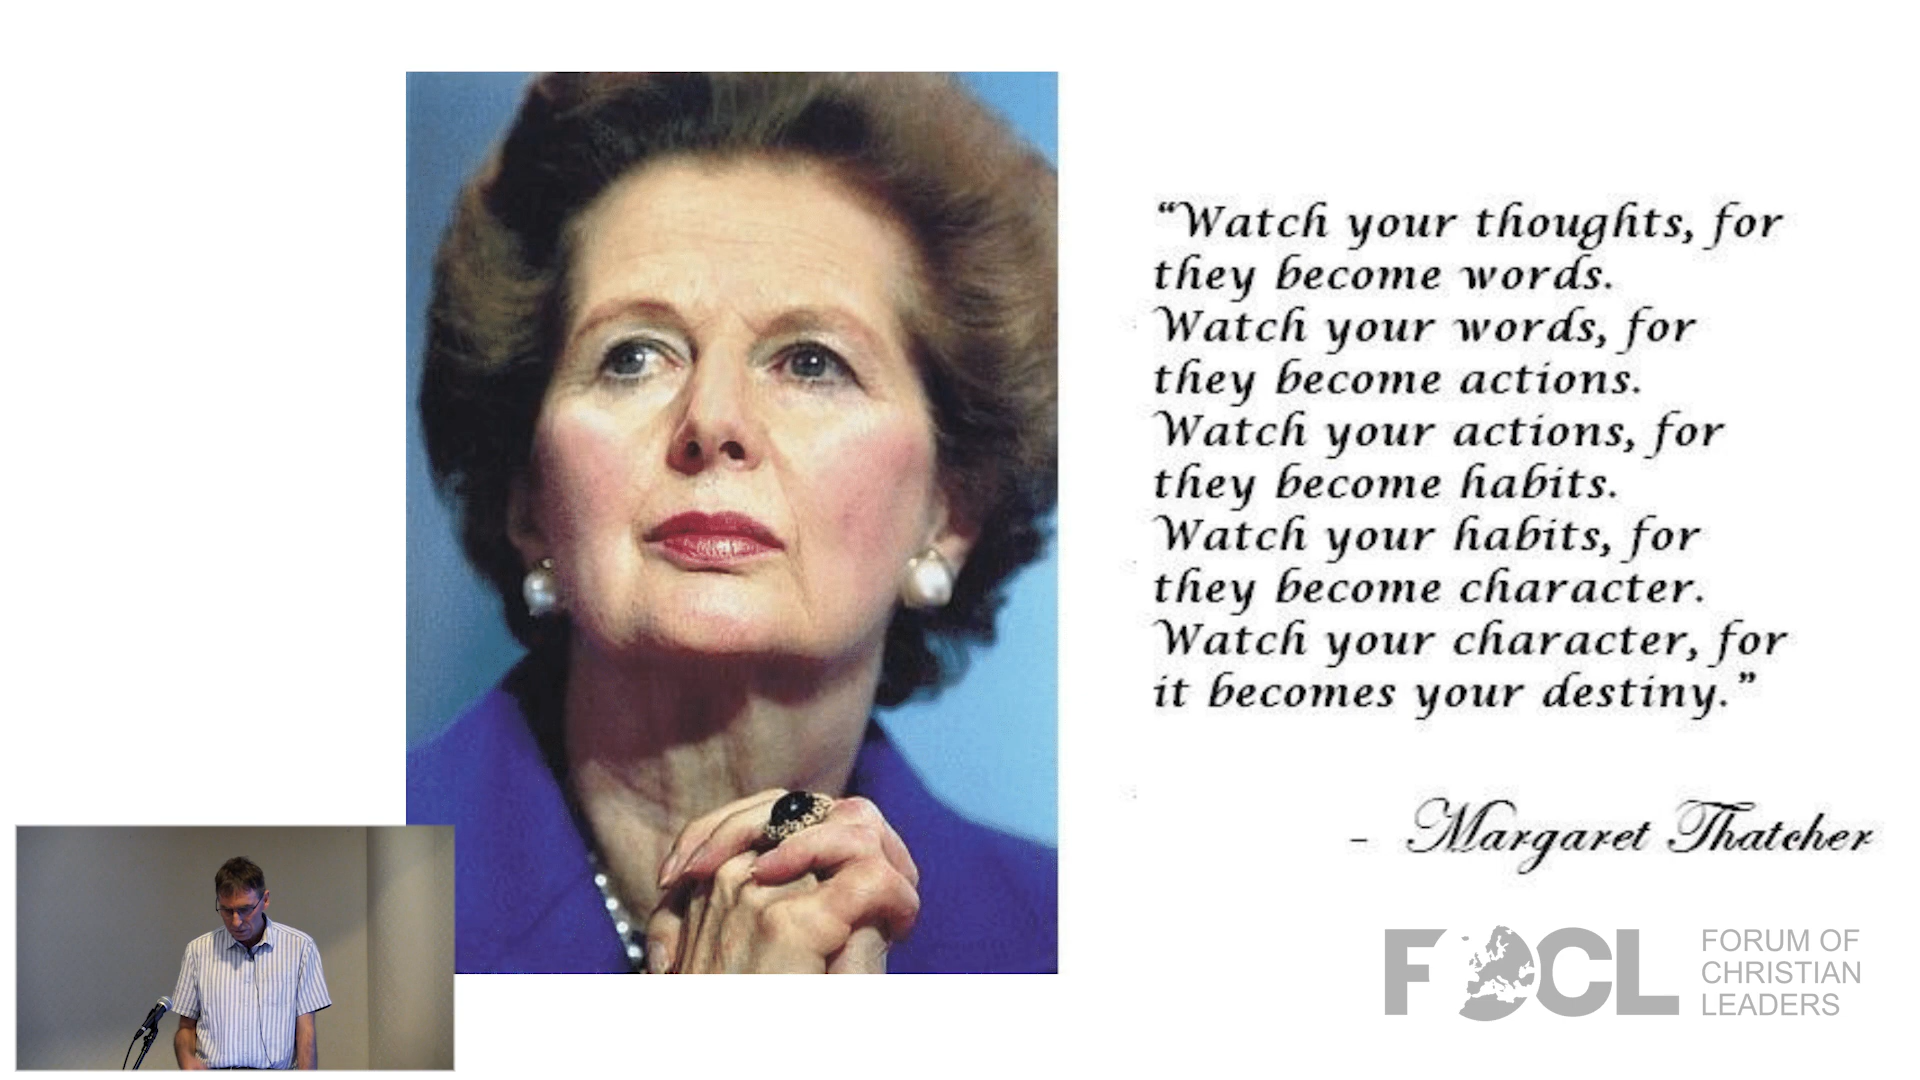 “Watch your thoughts, for
they become words.
Watch your words, for
they become actions.
Watch your actions, for
they become habits.
Watch your habits, for
they become character.
Watch your character, for
it becomes your destiny.”
- Margaret Thatcher
FOCL
FORUM OF
CHRISTIAN
LEADERS